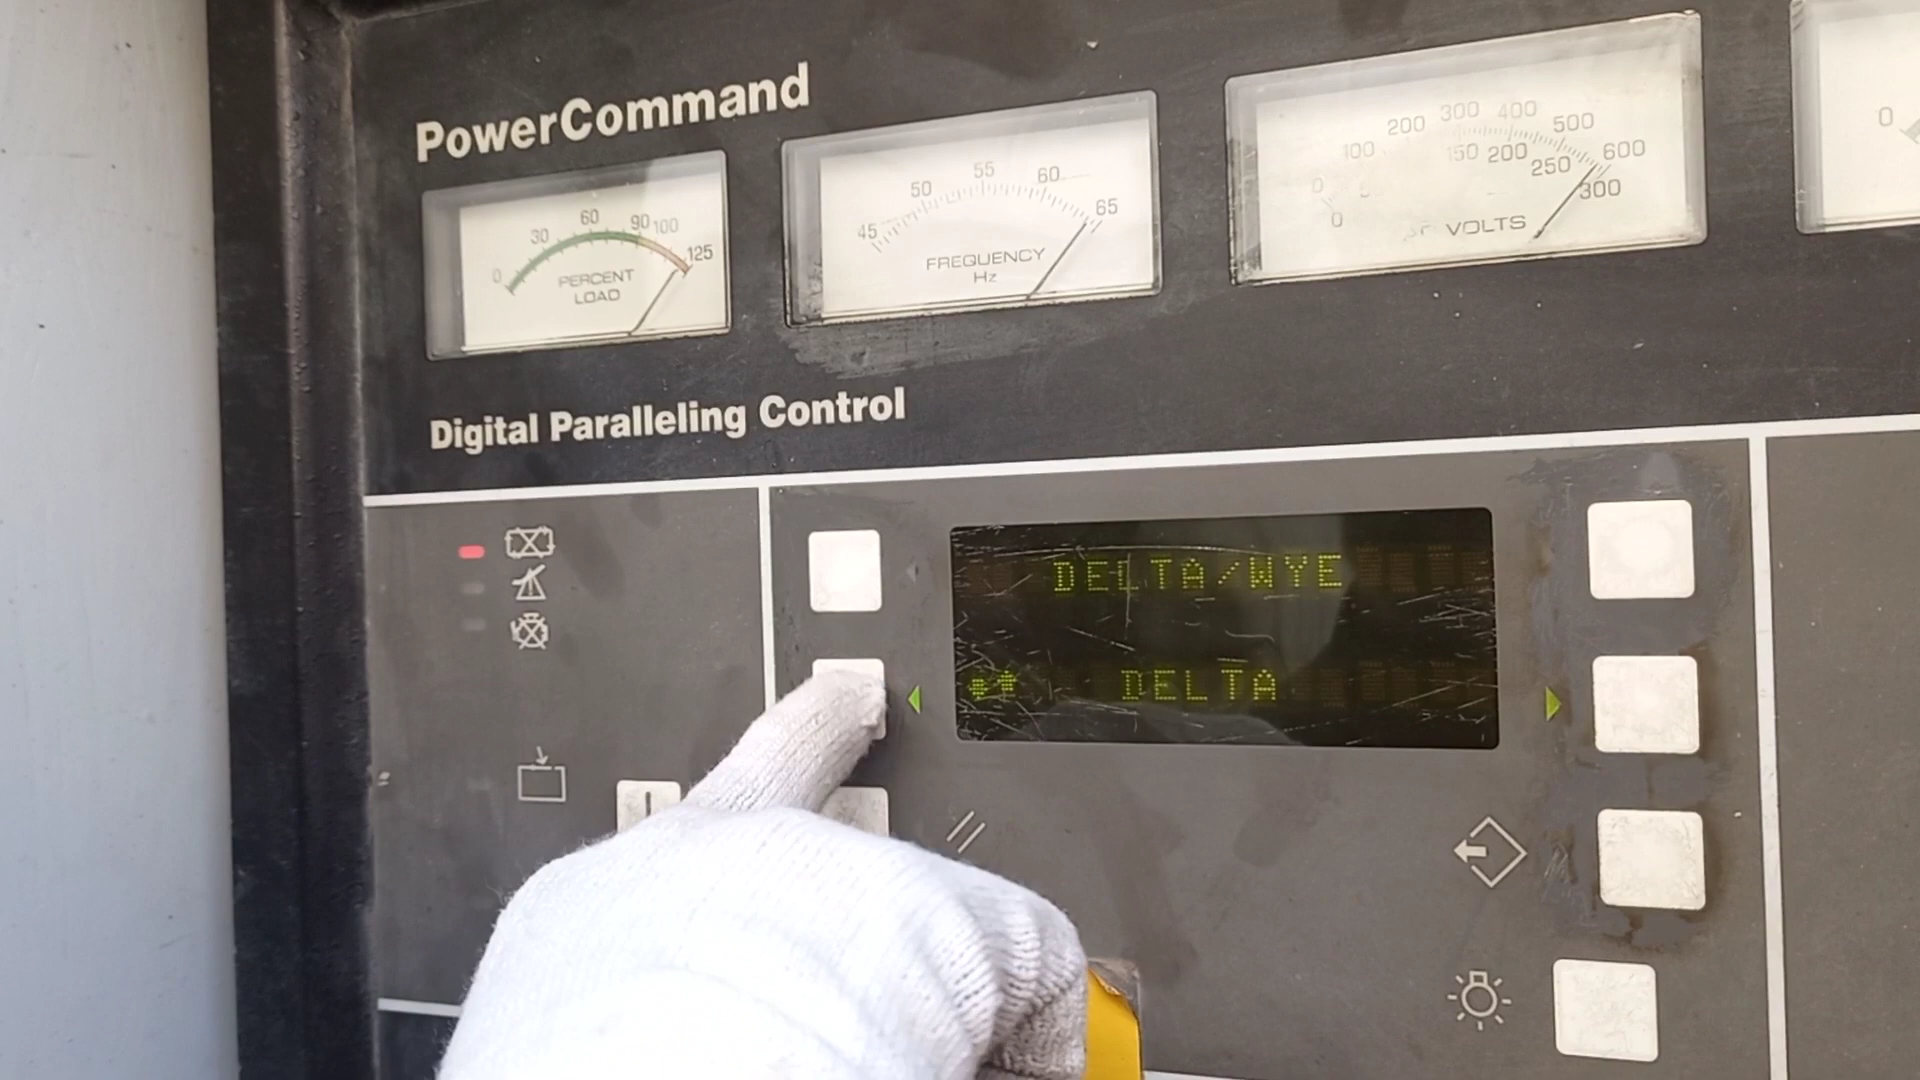 PowerCommand
0 30 60 90 100 125
PERCENT
LOAD
45 50 55 60 65
FREQUENCY
Hz
0 100 200 300 400 500 600
0 150 200 250 300
VOLTS
0
Digital Paralleling Control
DELTA/WYE
DELTA